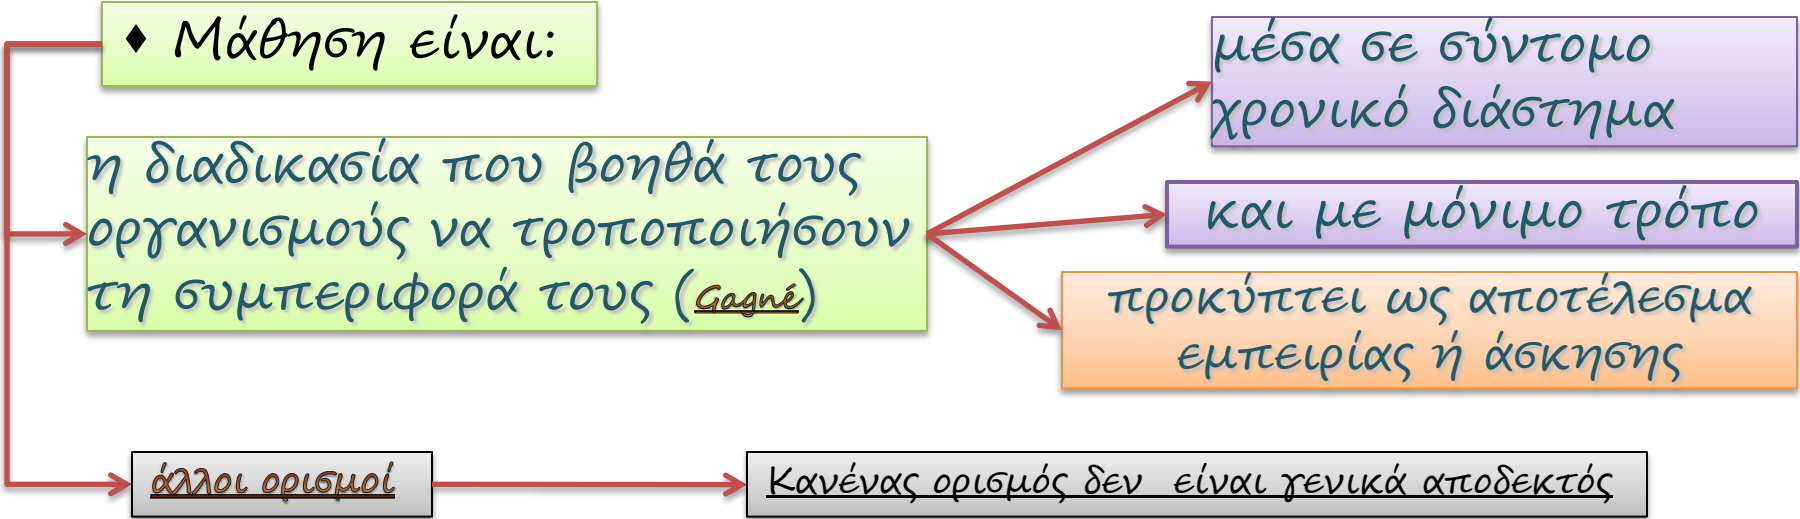 ♦ Μάθηση είναι:
η διαδικασία που βοηθά τους
οργανισμούς να τροποποιήσουν
τη συμπεριφορά τους (Gagné)
μέσα σε σύντομο
χρονικό διάστημα
και με μόνιμο τρόπο
προκύπτει ως αποτέλεσμα
εμπειρίας ή άσκησης
άλλοι ορισμοί
Κανένας ορισμός δεν  είναι γενικά αποδεκτός